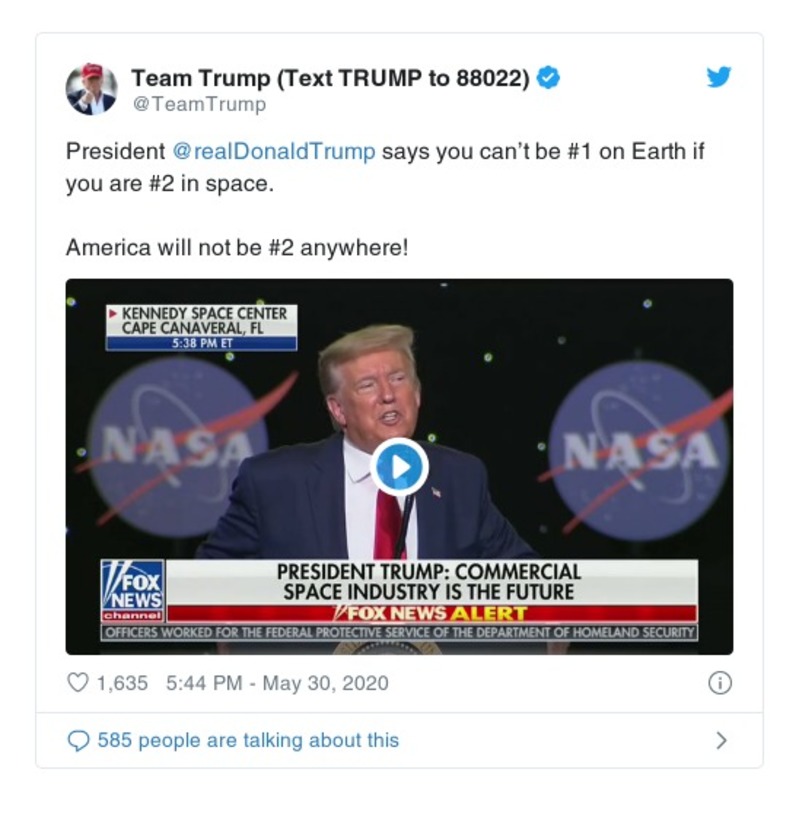 Team Trump (Text TRUMP to 88022)
@TeamTrump
President @realDonaldTrump says you can't be #1 on Earth if
you are #2 in space.
America will not be #2 anywhere!
KENNEDY SPACE CENTER
CAPE CANAVERAL, FL
5:38 PM ET
NASA
NASA
FOX
NEWS
channel
PRESIDENT TRUMP: COMMERCIAL
SPACE INDUSTRY IS THE FUTURE
FOX NEWS ALERT
OFFICERS WORKED FOR THE FEDERAL PROTECTIVE SERVICE OF THE DEPARTMENT OF HOMELAND SECURITY
1,635 5:44 PM - May 30, 2020
585 people are talking about this